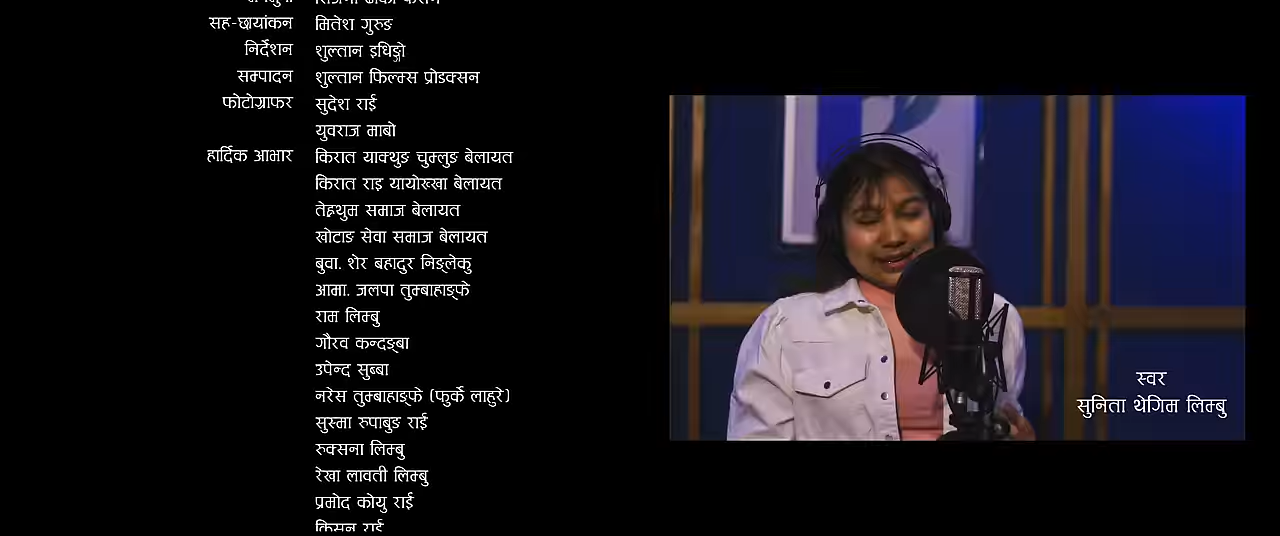 सह-छायांकन मितेश गुरुङ
निर्देशन शुल्तान इधिङ्गो
सम्पादन शुल्तान फिल्म्स प्रोडक्सन
फोटोग्राफर सुदेश राई
युवराज माबो
हार्दिक आभार किरात याक्थुङ चुम्लुङ बेलायत
किरात राइ यायोख्खा बेलायत
तेह्रथुम समाज बेलायत
खोटाङ सेवा समाज बेलायत
बुवा. शेर बहादुर निङ्लेकु
आमा. जलपा तुम्बाहाङ्फे
राम लिम्बु
गौरव कन्दङ्बा
उपेन्द सुब्बा
नरेस तुम्बाहाङ्फे (फुर्के लाहुरे)
सुस्मा रुपाबुङ राई
रुक्सना लिम्बु
रेखा लावती लिम्बु
प्रमोद कोयु राई
किसन राई
स्वर
सुनिता थेगिम लिम्बु